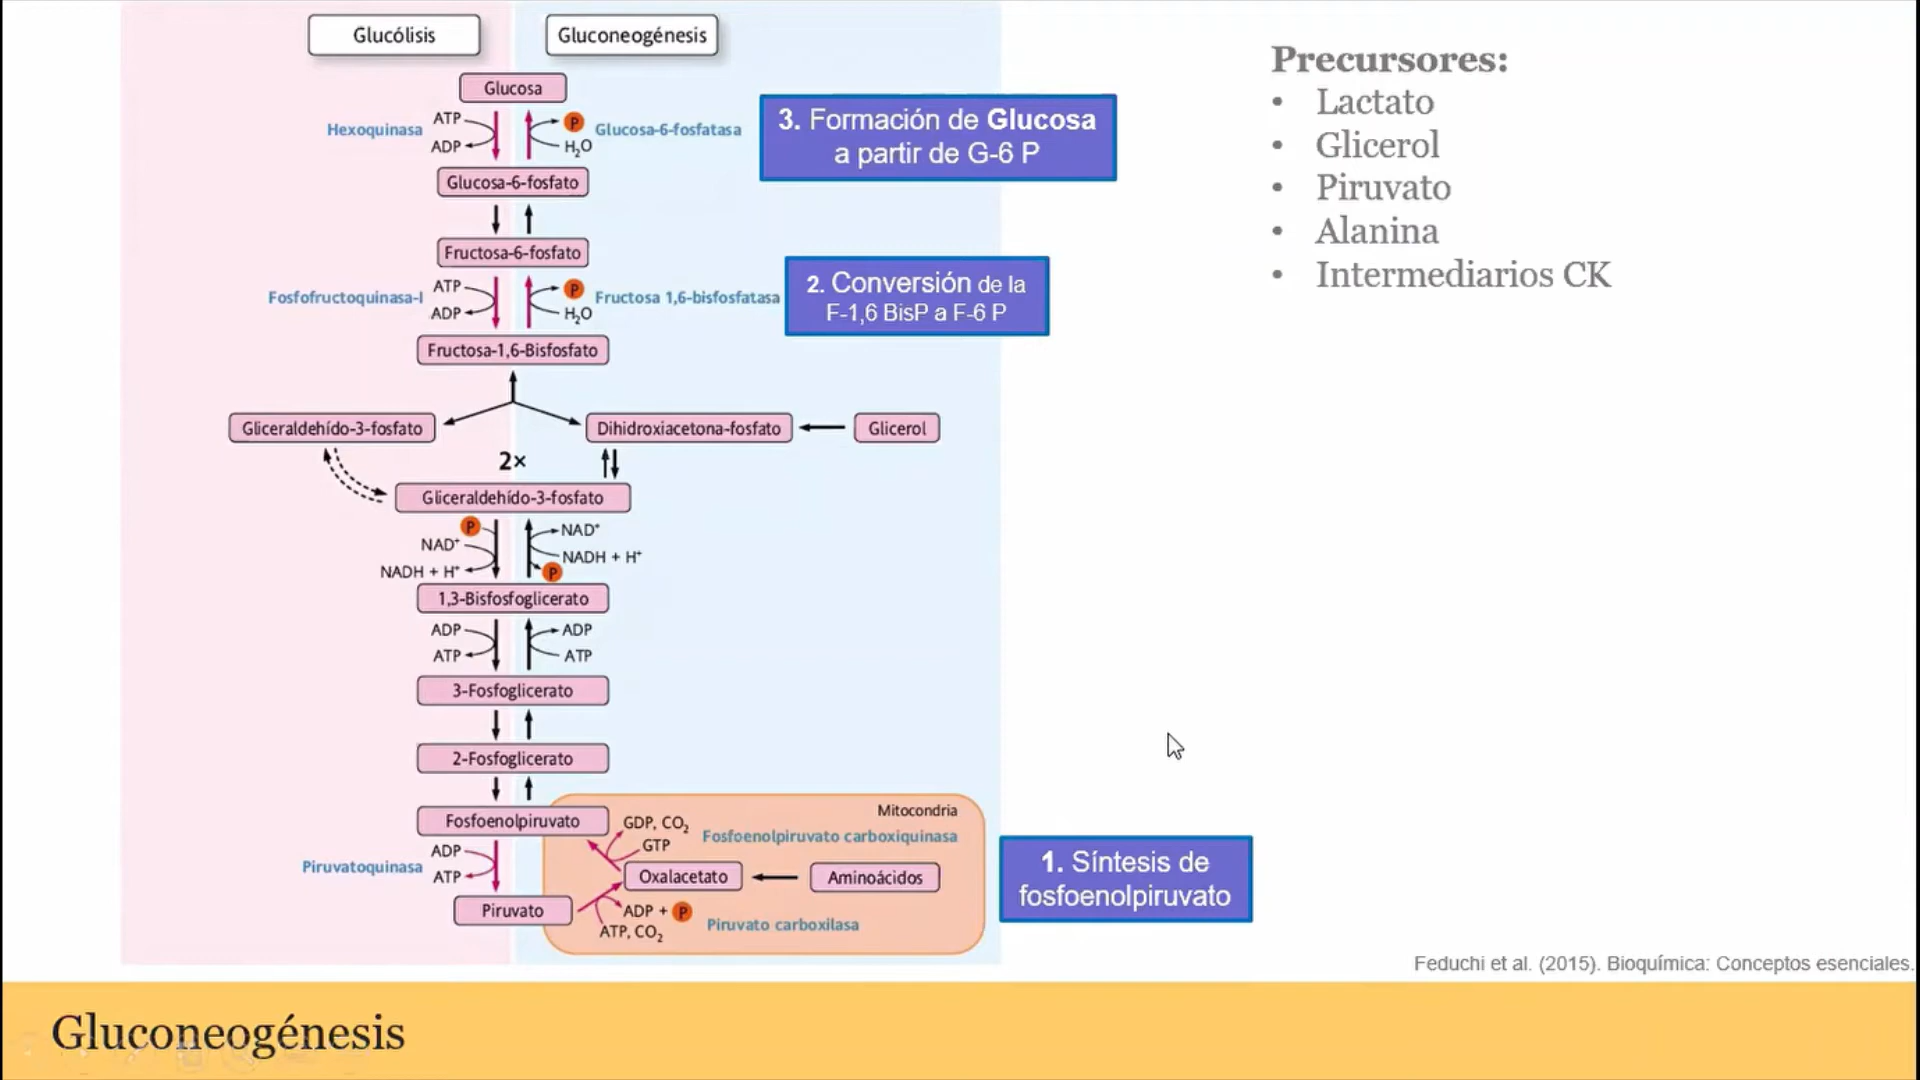 Glucólisis
Gluconeogénesis
Glucosa
Hexoquinasa
ATP
ADP
P
H₂O
Glucosa-6-fosfatasa
3. Formación de Glucosa
a partir de G-6 P
Glucosa-6-fosfato
Fructosa-6-fosfato
Fosfofructoquinasa-I
ATP
ADP
P
H₂O
Fructosa 1,6-bisfosfatasa
2. Conversión de la
F-1,6 BisP a F-6 P
Fructosa-1,6-Bisfosfato
Gliceraldehído-3-fosfato
Dihidroxiacetona-fosfato
Glicerol
2×
Gliceraldehído-3-fosfato
P
NAD⁺
NADH + H⁺
NAD⁺
NADH + H⁺
P
1,3-Bisfosfoglicerato
ADP
ATP
ADP
ATP
3-Fosfoglicerato
2-Fosfoglicerato
Fosfoenolpiruvato
Piruvatoquinasa
ADP
ATP
Piruvato
Mitocondria
GDP, CO₂
GTP
Fosfoenolpiruvato carboxiquinasa
Oxalacetato
Aminoácidos
ADP + P
ATP, CO₂
Piruvato carboxilasa
1. Síntesis de
fosfoenolpiruvato
Precursores:
• Lactato
• Glicerol
• Piruvato
• Alanina
• Intermediarios CK
Feduchi et al. (2015). Bioquímica: Conceptos esenciales.
Gluconeogénesis